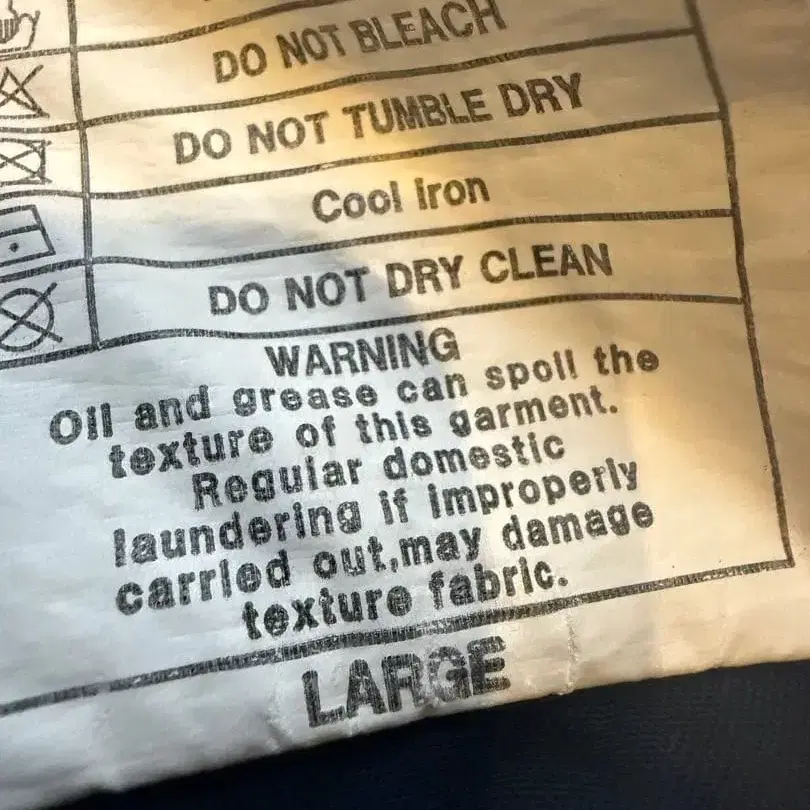 DO NOT BLEACH
DO NOT TUMBLE DRY
Cool Iron
DO NOT DRY CLEAN
WARNING
Oil and grease can spoil the
texture of this garment.
Regular domestic
laundering if improperly
carried out,may damage
texture fabric.
LARGE